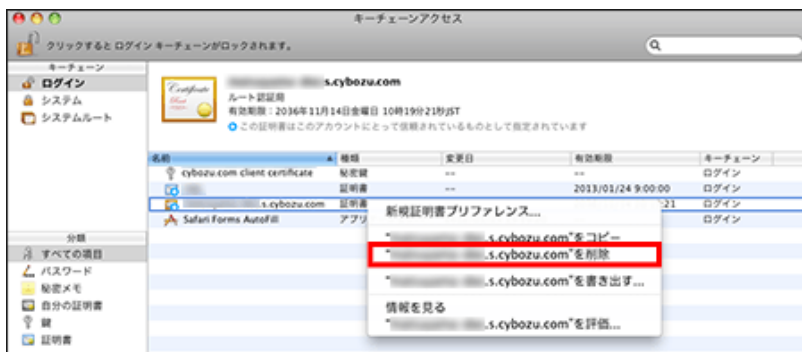 キーチェーンアクセス
クリックするとログインキーチェーンがロックされます。
キーチェーン
ログイン
システム
システムルート
Certificate
Root
s.cybozu.com
ルート認証局
有効期限：2036年11月14日金曜日 10時19分21秒JST
この証明書はこのアカウントにとって信頼されているものとして指定されています
名前 種類 変更日 有効期限 キーチェーン
cybozu.com client certificate 秘密鍵 -- -- ログイン
証明書 -- 2013/01/24 9:00:00 ログイン
s.cybozu.com 証明書 :21 ログイン
Safari Forms AutoFill アプリ ログイン
新規証明書プリファレンス...
" .s.cybozu.com"をコピー
" .s.cybozu.com"を削除
" .s.cybozu.com"を書き出す...
情報を見る
" .s.cybozu.com"を評価...
分類
すべての項目
パスワード
秘密メモ
自分の証明書
鍵
証明書